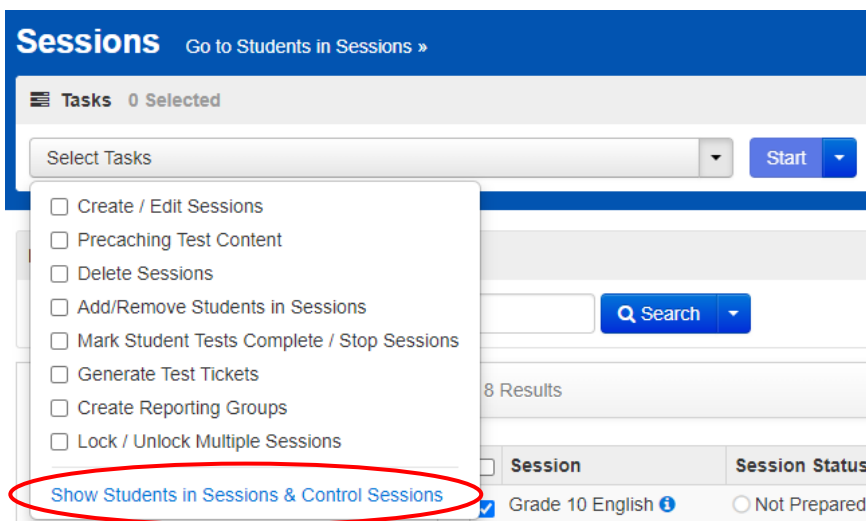 Sessions Go to Students in Sessions »
Tasks 0 Selected
Select Tasks
Start
Create / Edit Sessions
Precaching Test Content
Delete Sessions
Add/Remove Students in Sessions
Search
Mark Student Tests Complete / Stop Sessions
Generate Test Tickets
8 Results
Create Reporting Groups
Lock / Unlock Multiple Sessions
Session Session Status
Show Students in Sessions & Control Sessions
Grade 10 English Not Prepared